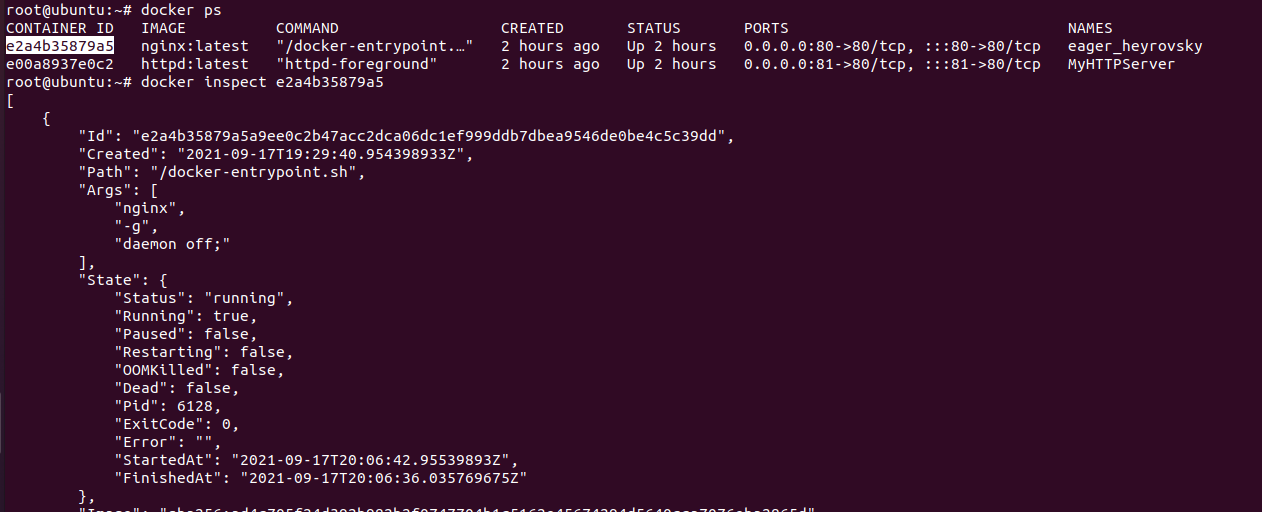 root@ubuntu:~# docker ps
CONTAINER ID   IMAGE          COMMAND                  CREATED       STATUS       PORTS                               NAMES
e2a4b35879a5   nginx:latest   "/docker-entrypoint.…"   2 hours ago   Up 2 hours   0.0.0.0:80->80/tcp, :::80->80/tcp   eager_heyrovsky
e00a8937e0c2   httpd:latest   "httpd-foreground"       2 hours ago   Up 2 hours   0.0.0.0:81->80/tcp, :::81->80/tcp   MyHTTPServer
root@ubuntu:~# docker inspect e2a4b35879a5
[
    {
        "Id": "e2a4b35879a5a9ee0c2b47acc2dca06dc1ef999ddb7dbea9546de0be4c5c39dd",
        "Created": "2021-09-17T19:29:40.954398933Z",
        "Path": "/docker-entrypoint.sh",
        "Args": [
            "nginx",
            "-g",
            "daemon off;"
        ],
        "State": {
            "Status": "running",
            "Running": true,
            "Paused": false,
            "Restarting": false,
            "OOMKilled": false,
            "Dead": false,
            "Pid": 6128,
            "ExitCode": 0,
            "Error": "",
            "StartedAt": "2021-09-17T20:06:42.95539893Z",
            "FinishedAt": "2021-09-17T20:06:36.035769675Z"
        },